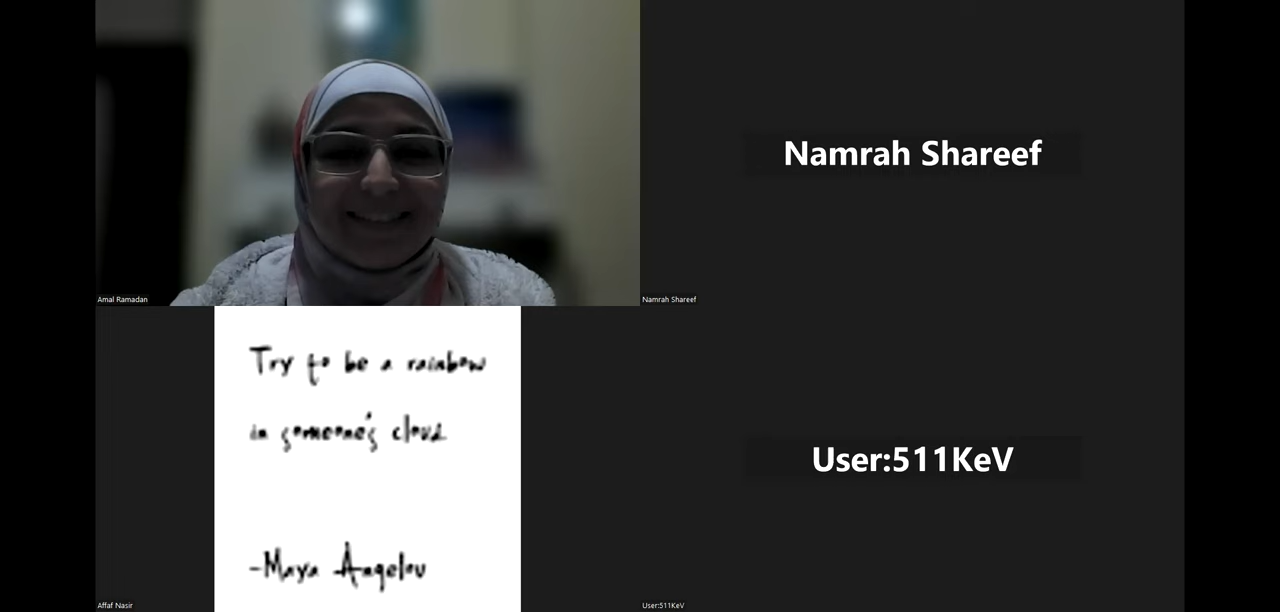 Namrah Shareef
Amal Ramadan
Namrah Shareef
Try to be a rainbow
in someone's cloud
-Maya Angelou
User:511KeV
Affaf Nasir
User:511KeV